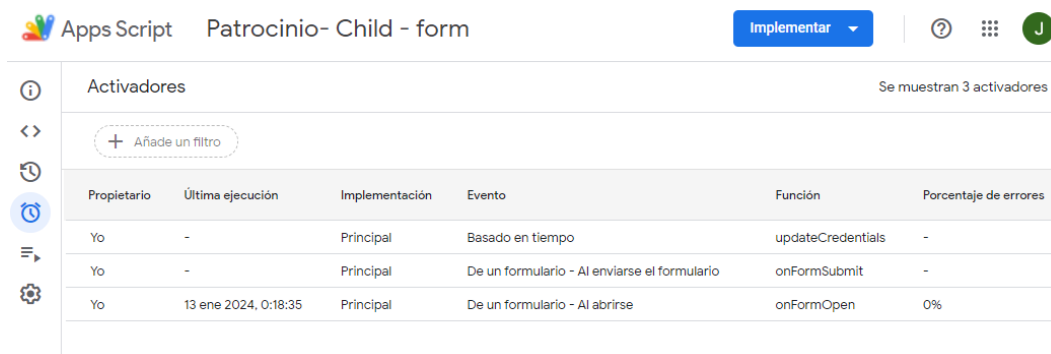 Apps Script Patrocinio- Child - form Implementar J
Activadores Se muestran 3 activadores
+ Añade un filtro
Propietario Última ejecución Implementación Evento Función Porcentaje de errores
Yo - Principal Basado en tiempo updateCredentials -
Yo - Principal De un formulario - Al enviarse el formulario onFormSubmit -
Yo 13 ene 2024, 0:18:35 Principal De un formulario - Al abrirse onFormOpen 0%